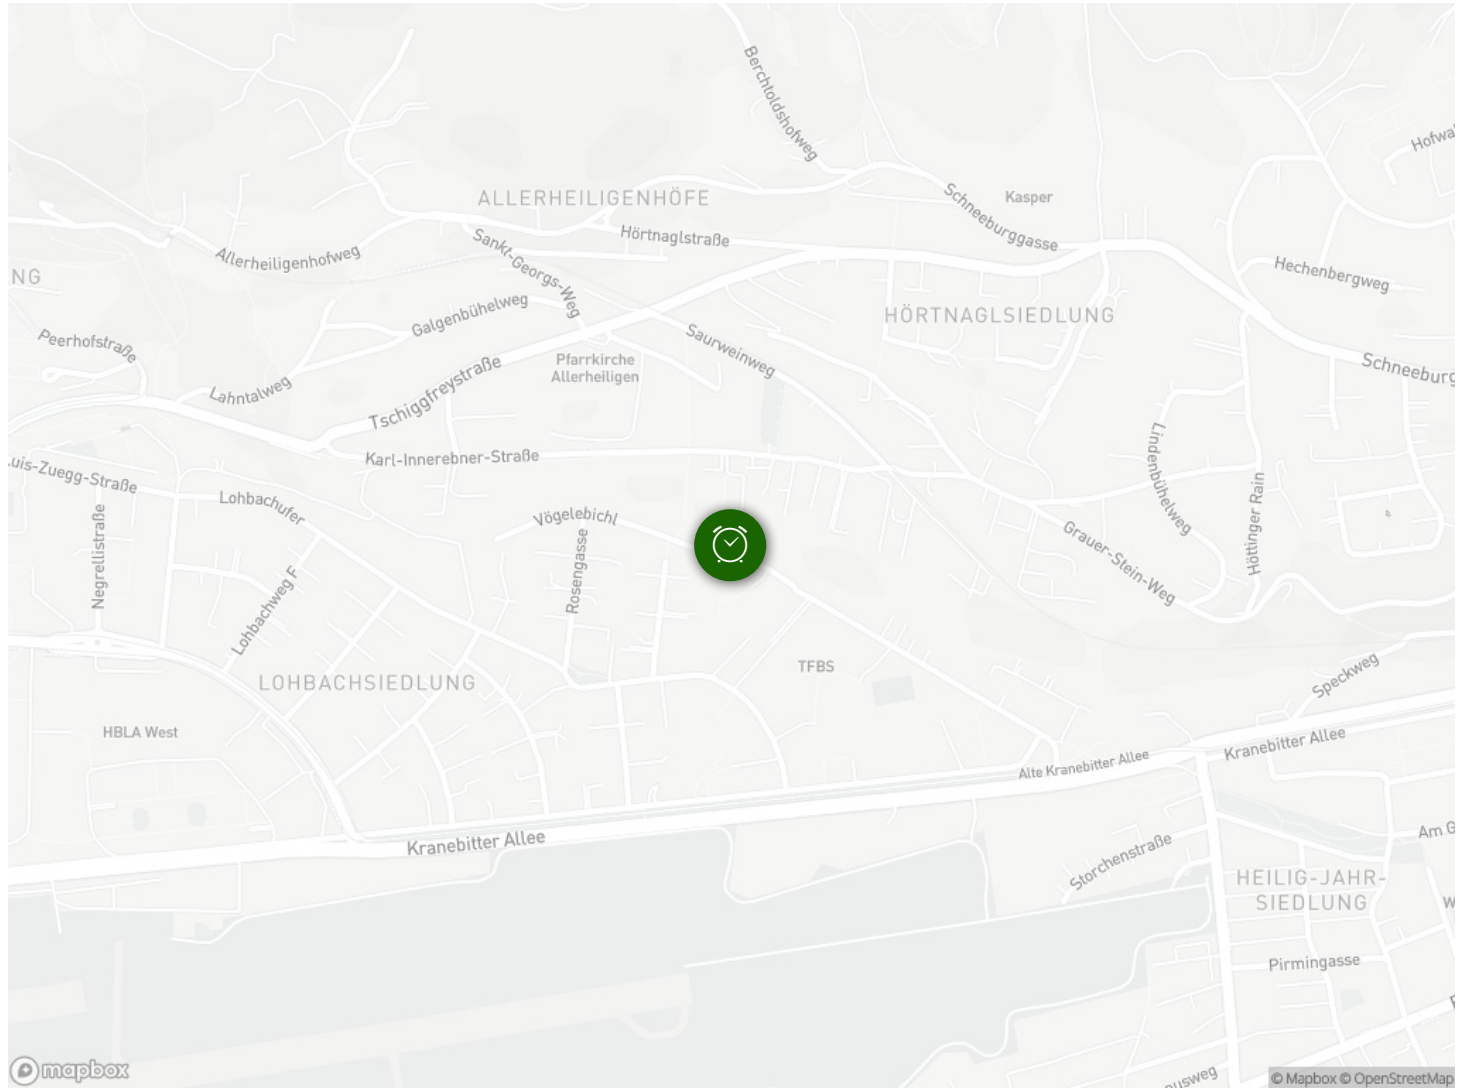 Berchtoldshofweg
Hofwa
ALLERHEILIGENHÖFE
Kasper
Schneeburggasse
Hörtnaglstraße
Sankt-Georgs-Weg
Allerheiligenhofweg
NG
Hechenbergweg
Galgenbühelweg
HÖRTNAGLSIEDLUNG
Peerhofstraße
Saurweinweg
Pfarrkirche
Allerheiligen
Schneeburg
Lahntalweg
Tschiggfreystraße
Karl-Innerebner-Straße
uis-Zuegg-Straße
Lindenbühelweg
Lohbachufer
Höttinger Rain
Vögelebichl
Negrellistraße
Rosengasse
Grauer-Stein-Weg
Lohbachweg F
TFBS
LOHBACHSIEDLUNG
Speckweg
HBLA West
Kranebitter Allee
Alte Kranebitter Allee
Kranebitter Allee
Am G
Storchenstraße
HEILIG-JAHR-
SIEDLUNG
W
Pirmingasse
mapbox
usweg
© Mapbox © OpenStreetMap